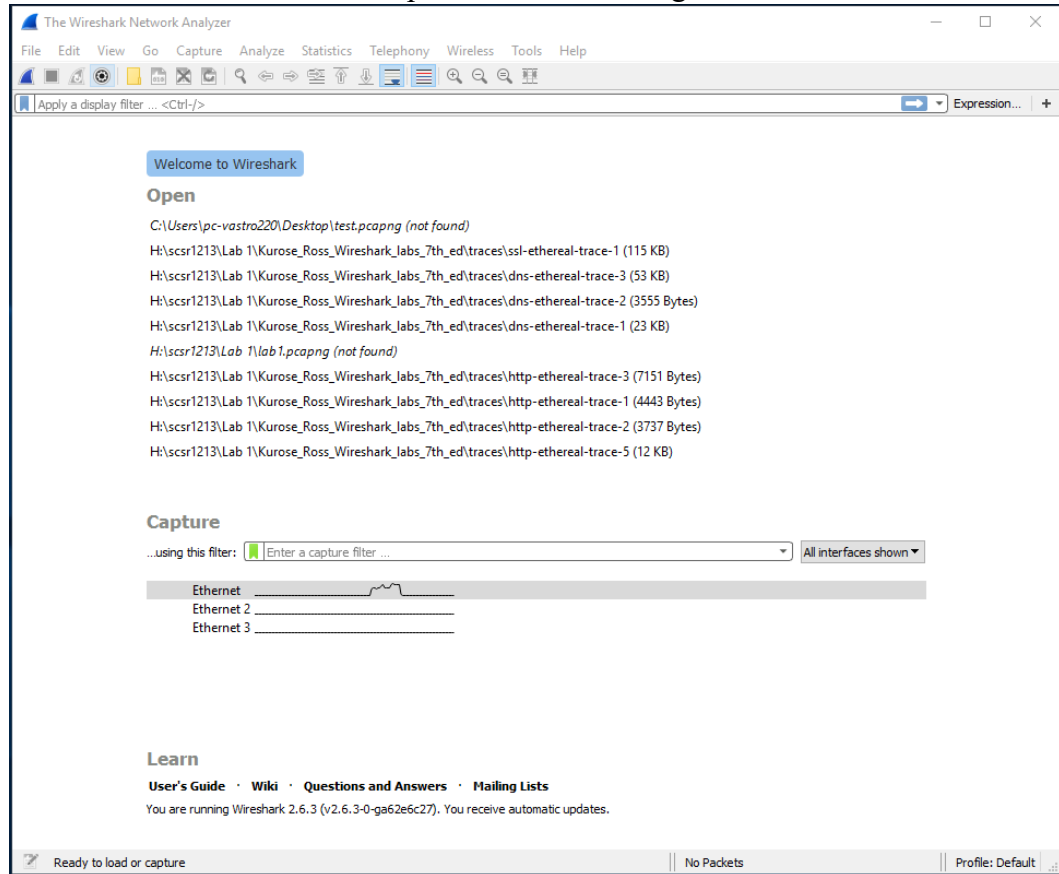 The Wireshark Network Analyzer
File Edit View Go Capture Analyze Statistics Telephony Wireless Tools Help
Apply a display filter ... <Ctrl-/> Expression... +
Welcome to Wireshark
Open
C:\Users\pc-vastro220\Desktop\test.pcapng (not found)
H:\scsr1213\Lab 1\Kurose_Ross_Wireshark_labs_7th_ed\traces\ssl-ethereal-trace-1 (115 KB)
H:\scsr1213\Lab 1\Kurose_Ross_Wireshark_labs_7th_ed\traces\dns-ethereal-trace-3 (53 KB)
H:\scsr1213\Lab 1\Kurose_Ross_Wireshark_labs_7th_ed\traces\dns-ethereal-trace-2 (3555 Bytes)
H:\scsr1213\Lab 1\Kurose_Ross_Wireshark_labs_7th_ed\traces\dns-ethereal-trace-1 (23 KB)
H:\scsr1213\Lab 1\lab1.pcapng (not found)
H:\scsr1213\Lab 1\Kurose_Ross_Wireshark_labs_7th_ed\traces\http-ethereal-trace-3 (7151 Bytes)
H:\scsr1213\Lab 1\Kurose_Ross_Wireshark_labs_7th_ed\traces\http-ethereal-trace-1 (4443 Bytes)
H:\scsr1213\Lab 1\Kurose_Ross_Wireshark_labs_7th_ed\traces\http-ethereal-trace-2 (3737 Bytes)
H:\scsr1213\Lab 1\Kurose_Ross_Wireshark_labs_7th_ed\traces\http-ethereal-trace-5 (12 KB)
Capture
...using this filter: Enter a capture filter ... All interfaces shown
Ethernet
Ethernet 2
Ethernet 3
Learn
User's Guide · Wiki · Questions and Answers · Mailing Lists
You are running Wireshark 2.6.3 (v2.6.3-0-ga62e6c27). You receive automatic updates.
Ready to load or capture No Packets Profile: Default